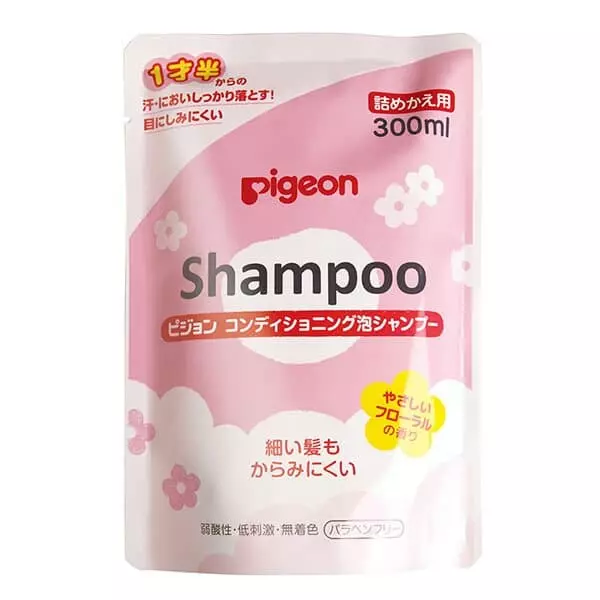 1才半からの
汗・においしっかり落とす!
目にしみにくい
詰めかえ用
300ml
pigeon
Shampoo
ピジョン コンディショニング泡シャンプー
やさしい
フローラル
の香り
細い髪も
からみにくい
弱酸性・低刺激・無着色 パラベンフリー